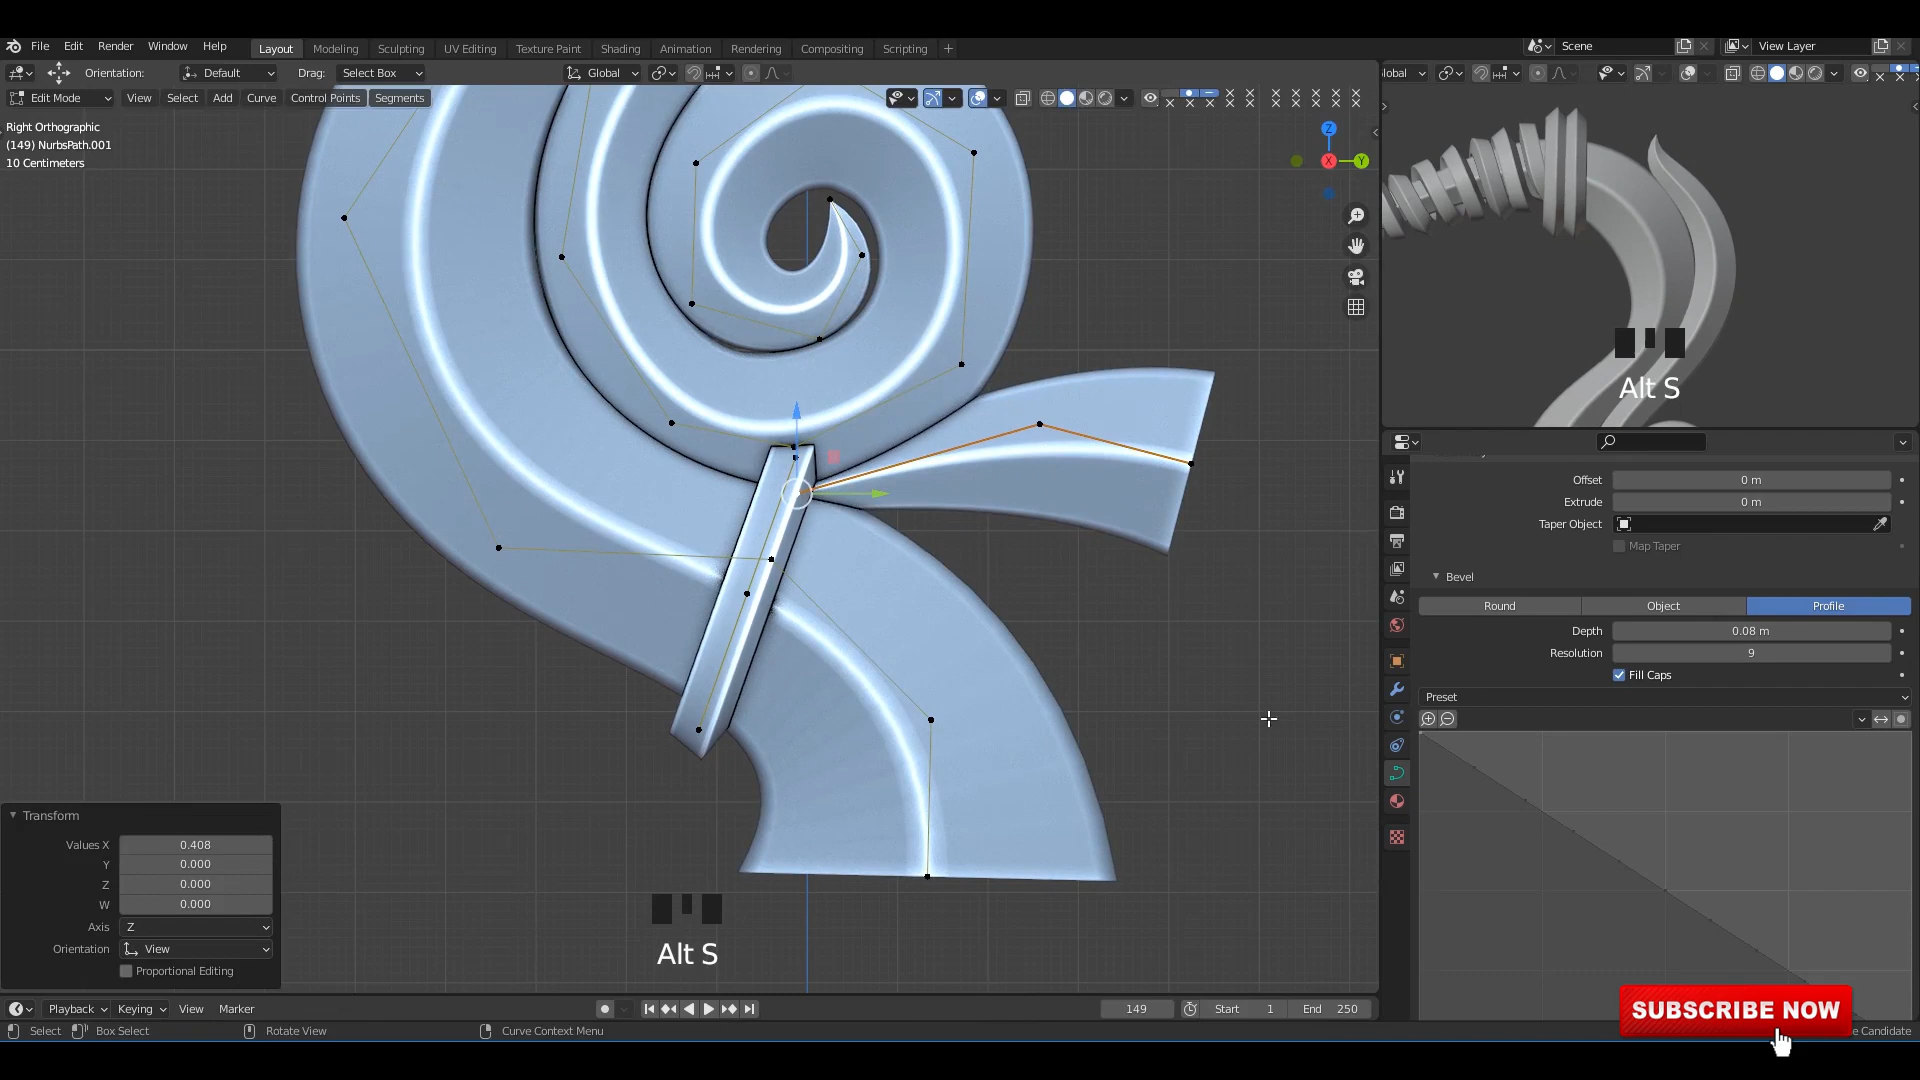 File Edit Render Window Help Layout Modeling Sculpting UV Editing Texture Paint Shading Animation Rendering Compositing Scripting + Scene View Layer
Orientation: Default Drag: Select Box Global
Edit Mode View Select Add Curve Control Points Segments
Right Orthographic
(149) NurbsPath.001
10 Centimeters
Z
X
Y
lobal
Alt S
Offset 0 m
Extrude 0 m
Taper Object
Map Taper
Bevel
Round Object Profile
Depth 0.08 m
Resolution 9
Fill Caps
Preset
Transform
Values X 0.408
Y 0.000
Z 0.000
W 0.000
Axis Z
Orientation View
Proportional Editing
Alt S
Playback Keying View Marker 149 Start 1 End 250
Select Box Select Rotate View Curve Context Menu
SUBSCRIBE NOW
e Candidate